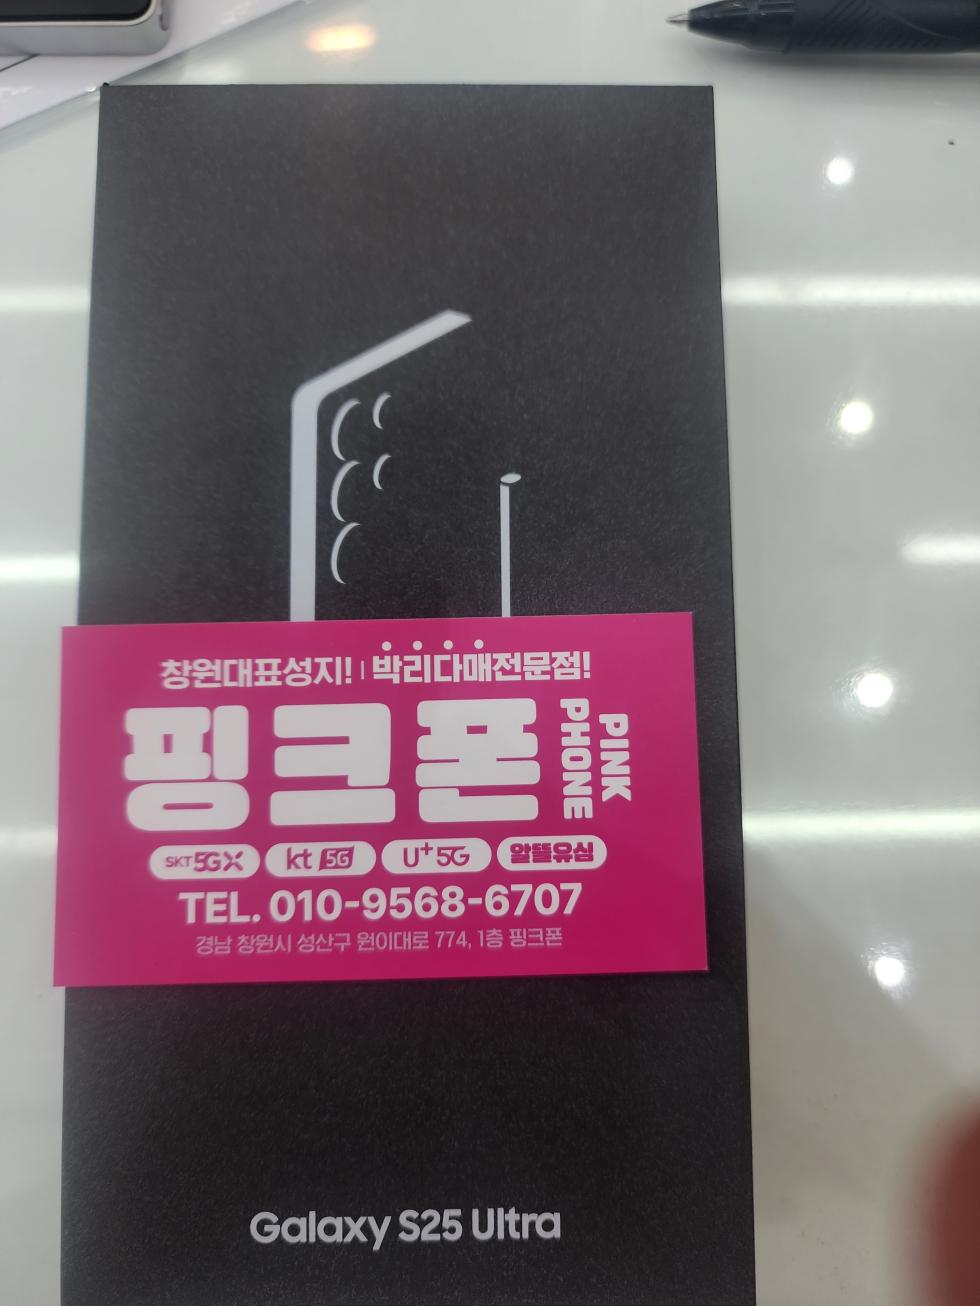 창원대표성지! | 박리다매전문점!
핑크폰
PINK
PHONE
SKT 5GX
kt 5G
U+5G
알뜰유심
TEL. 010-9568-6707
경남 창원시 성산구 원이대로 774, 1층 핑크폰
Galaxy S25 Ultra